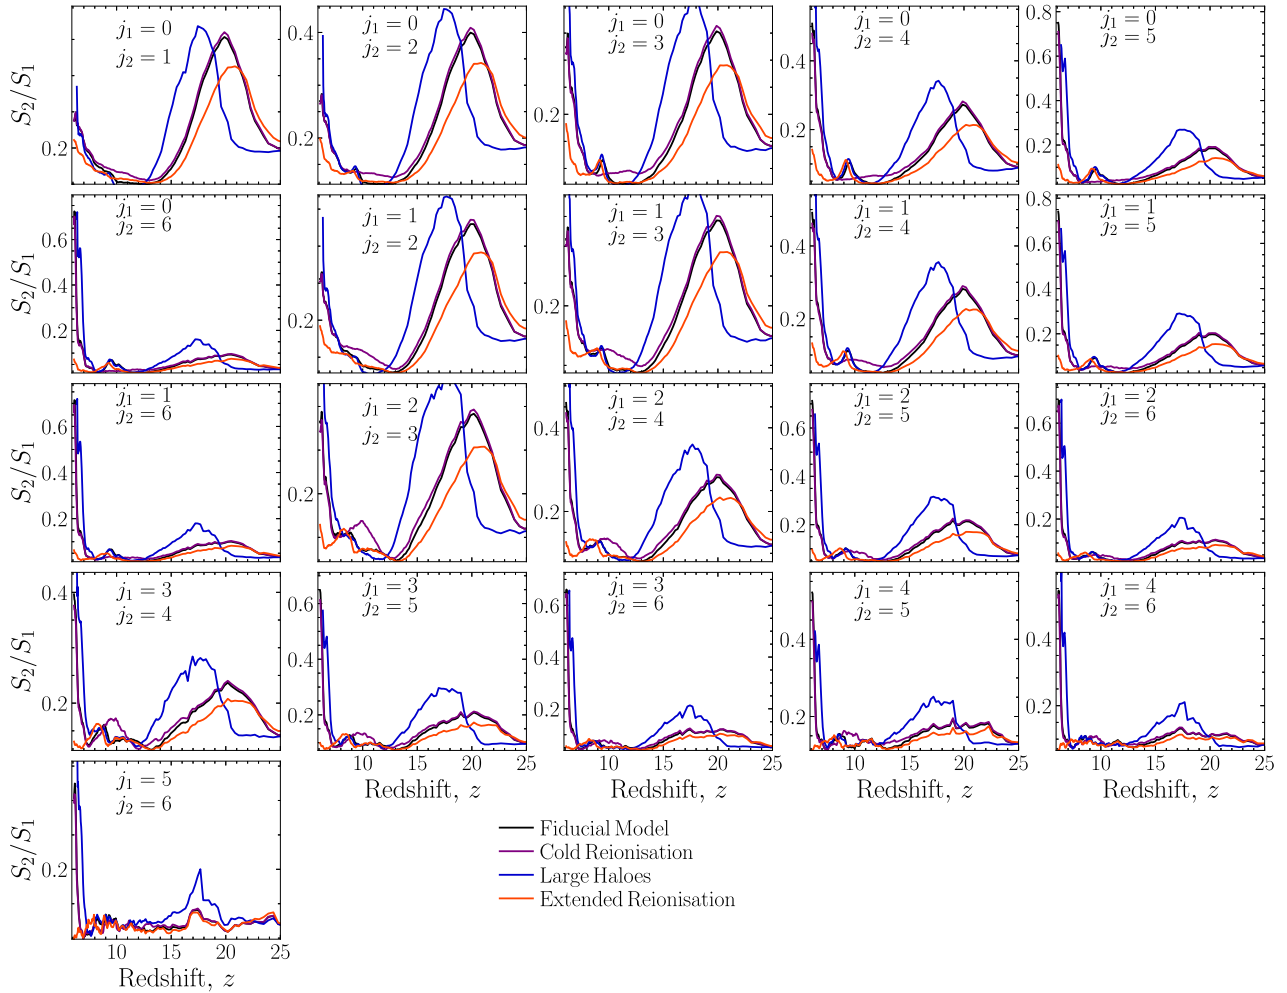 S₂/S₁
0.2
j₁ = 0
j₂ = 1
0.4
0.2
j₁ = 0
j₂ = 2
0.2
j₁ = 0
j₂ = 3
0.4
0.2
j₁ = 0
j₂ = 4
0.8
0.6
0.4
0.2
j₁ = 0
j₂ = 5
S₂/S₁
0.6
0.4
0.2
j₁ = 0
j₂ = 6
0.2
j₁ = 1
j₂ = 2
0.2
j₁ = 1
j₂ = 3
0.4
0.2
j₁ = 1
j₂ = 4
0.8
0.6
0.4
0.2
j₁ = 1
j₂ = 5
S₂/S₁
0.6
0.4
0.2
j₁ = 1
j₂ = 6
0.2
j₁ = 2
j₂ = 3
0.4
0.2
j₁ = 2
j₂ = 4
0.6
0.4
0.2
j₁ = 2
j₂ = 5
0.6
0.4
0.2
j₁ = 2
j₂ = 6
S₂/S₁
0.4
0.2
j₁ = 3
j₂ = 4
0.6
0.4
0.2
j₁ = 3
j₂ = 5
10 15 20 25
Redshift, z
0.6
0.4
0.2
j₁ = 3
j₂ = 6
10 15 20 25
Redshift, z
0.4
0.2
j₁ = 4
j₂ = 5
10 15 20 25
Redshift, z
0.4
0.2
j₁ = 4
j₂ = 6
10 15 20 25
Redshift, z
S₂/S₁
0.2
j₁ = 5
j₂ = 6
10 15 20 25
Redshift, z
Fiducial Model
Cold Reionisation
Large Haloes
Extended Reionisation